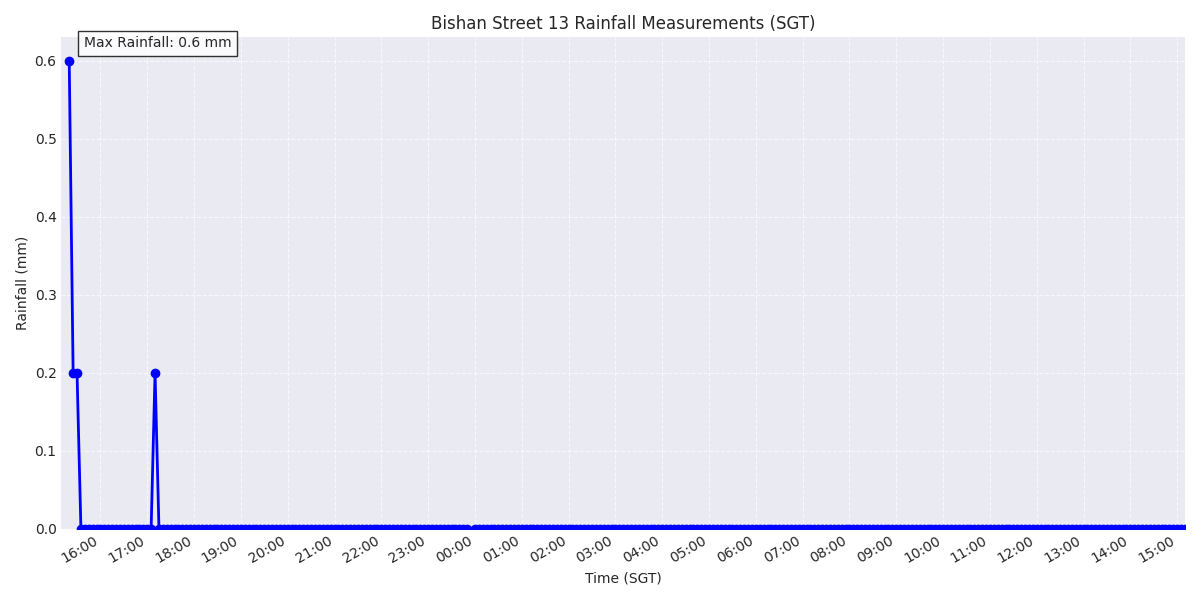 Bishan Street 13 Rainfall Measurements (SGT)
Max Rainfall: 0.6 mm
0.6
0.5
0.4
0.3
0.2
0.1
0.0
Rainfall (mm)
16:00 17:00 18:00 19:00 20:00 21:00 22:00 23:00 00:00 01:00 02:00 03:00 04:00 05:00 06:00 07:00 08:00 09:00 10:00 11:00 12:00 13:00 14:00 15:00
Time (SGT)